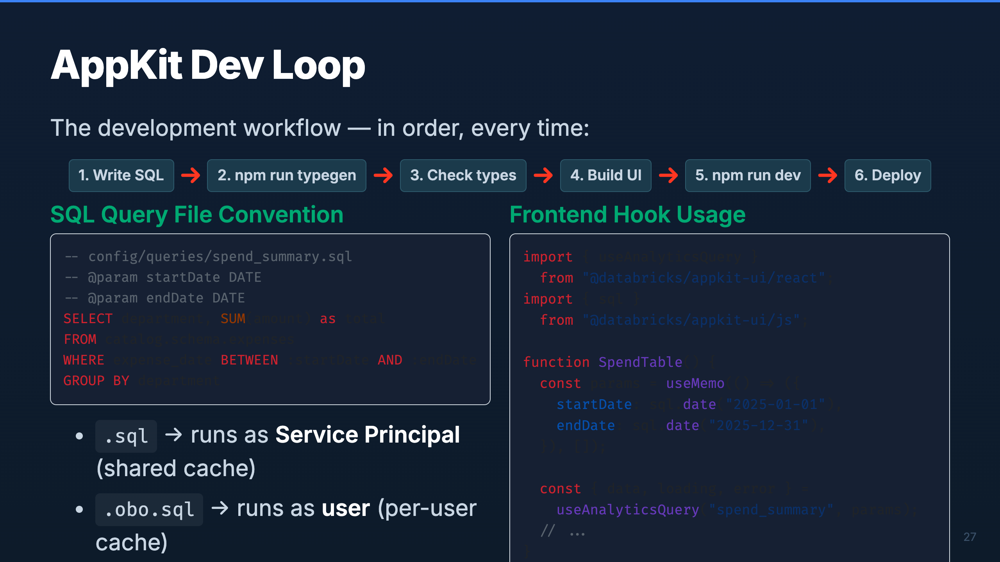 AppKit Dev Loop
The development workflow — in order, every time:
1. Write SQL → 2. npm run typegen → 3. Check types → 4. Build UI → 5. npm run dev → 6. Deploy
SQL Query File Convention
-- config/queries/spend_summary.sql
-- @param startDate DATE
-- @param endDate DATE
SELECT department, SUM(amount) as total
FROM catalog.schema.expenses
WHERE expense_date BETWEEN :startDate AND :endDate
GROUP BY department
• .sql → runs as Service Principal
(shared cache)
• .obo.sql → runs as user (per-user
cache)
Frontend Hook Usage
import { useAnalyticsQuery }
from "@databricks/appkit-ui/react";
import { sql }
from "@databricks/appkit-ui/js";
function SpendTable() {
const params = useMemo(() => ({
startDate: sql.date("2025-01-01"),
endDate: sql.date("2025-12-31"),
}), []);
const { data, loading, error } =
useAnalyticsQuery("spend_summary", params);
// ...
}
27